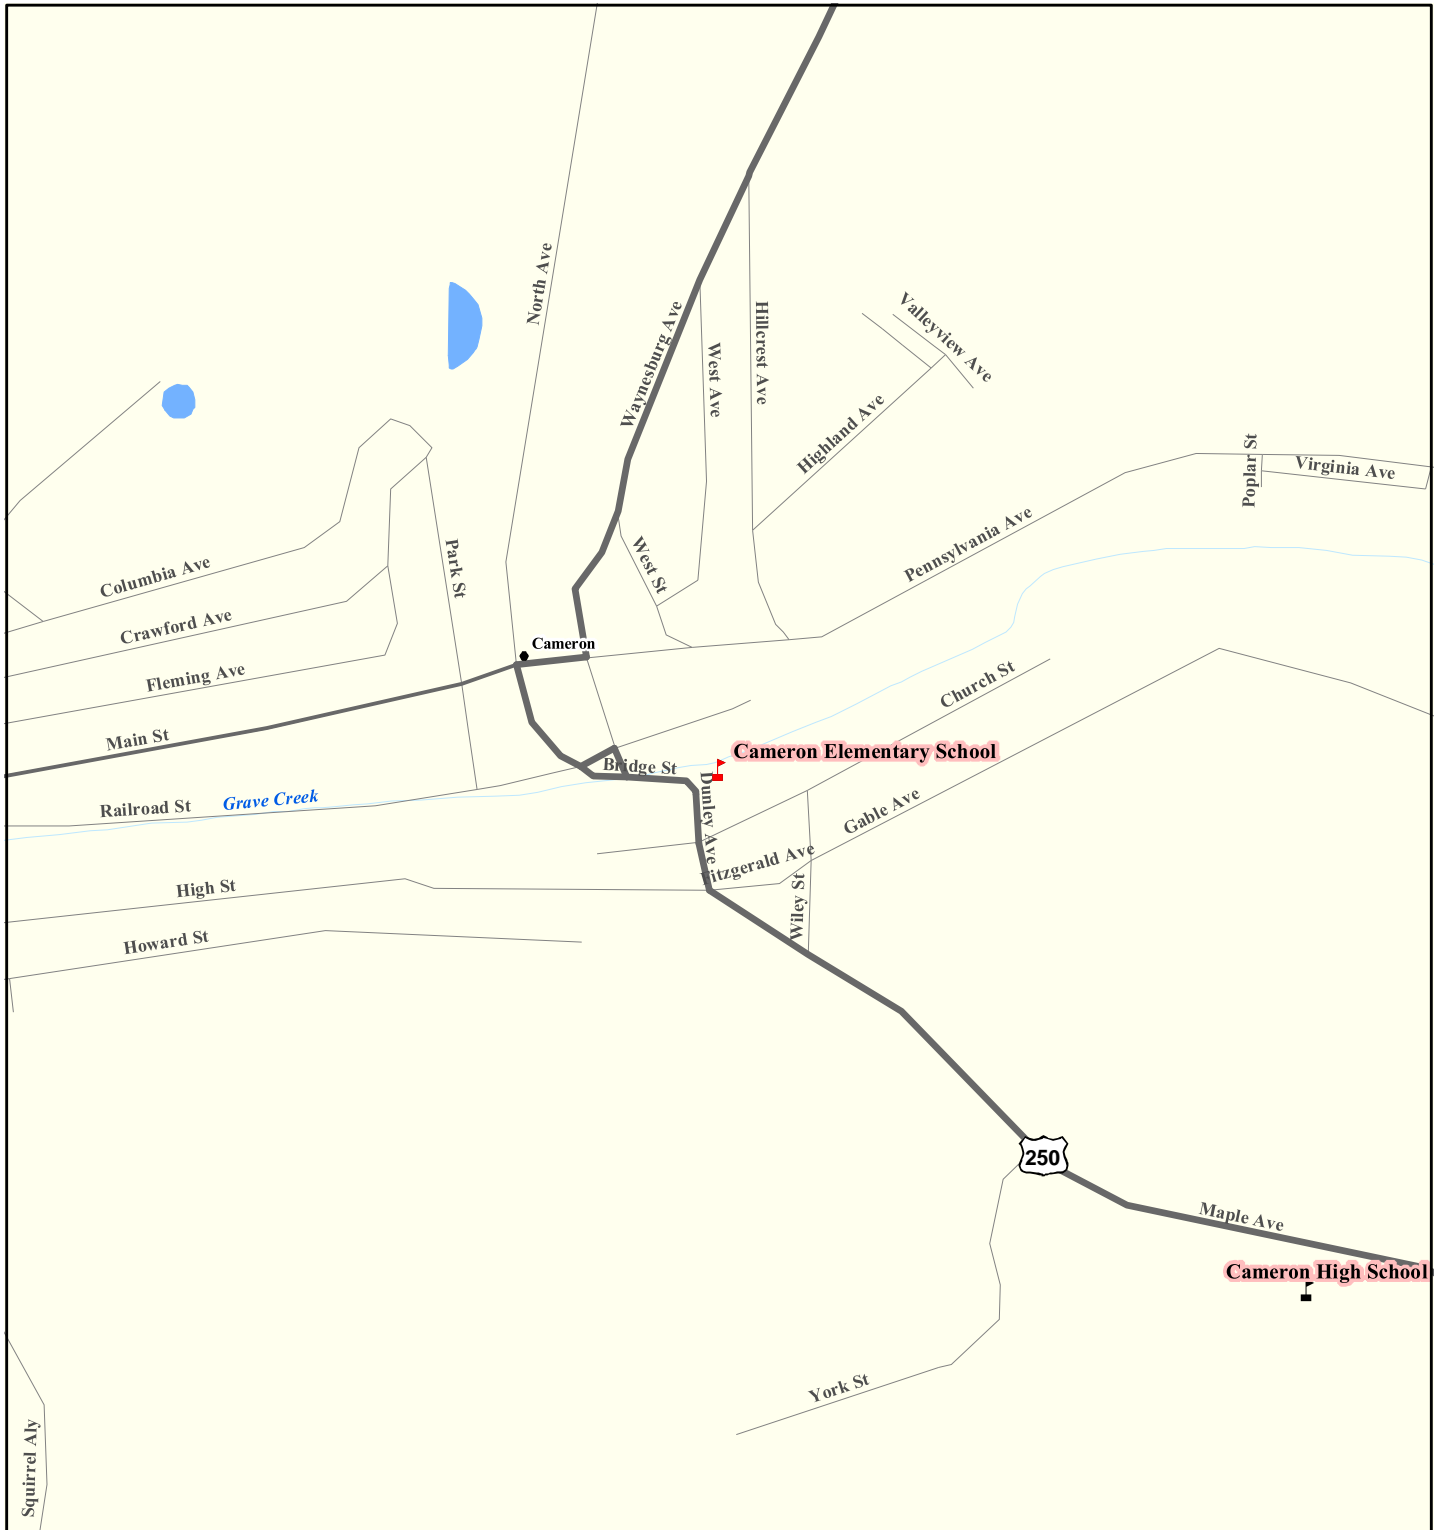 North Ave
Waynesburg Ave
West Ave
Hillcrest Ave
Valleyview Ave
Highland Ave
Poplar St
Virginia Ave
Pennsylvania Ave
West St
Park St
Columbia Ave
Crawford Ave
Fleming Ave
Cameron
Main St
Church St
Cameron Elementary School
Bridge St
Dunley Ave
Railroad St
Grave Creek
Gable Ave
Fitzgerald Ave
Wiley St
High St
Howard St
250
Maple Ave
Cameron High School
York St
Squirrel Aly